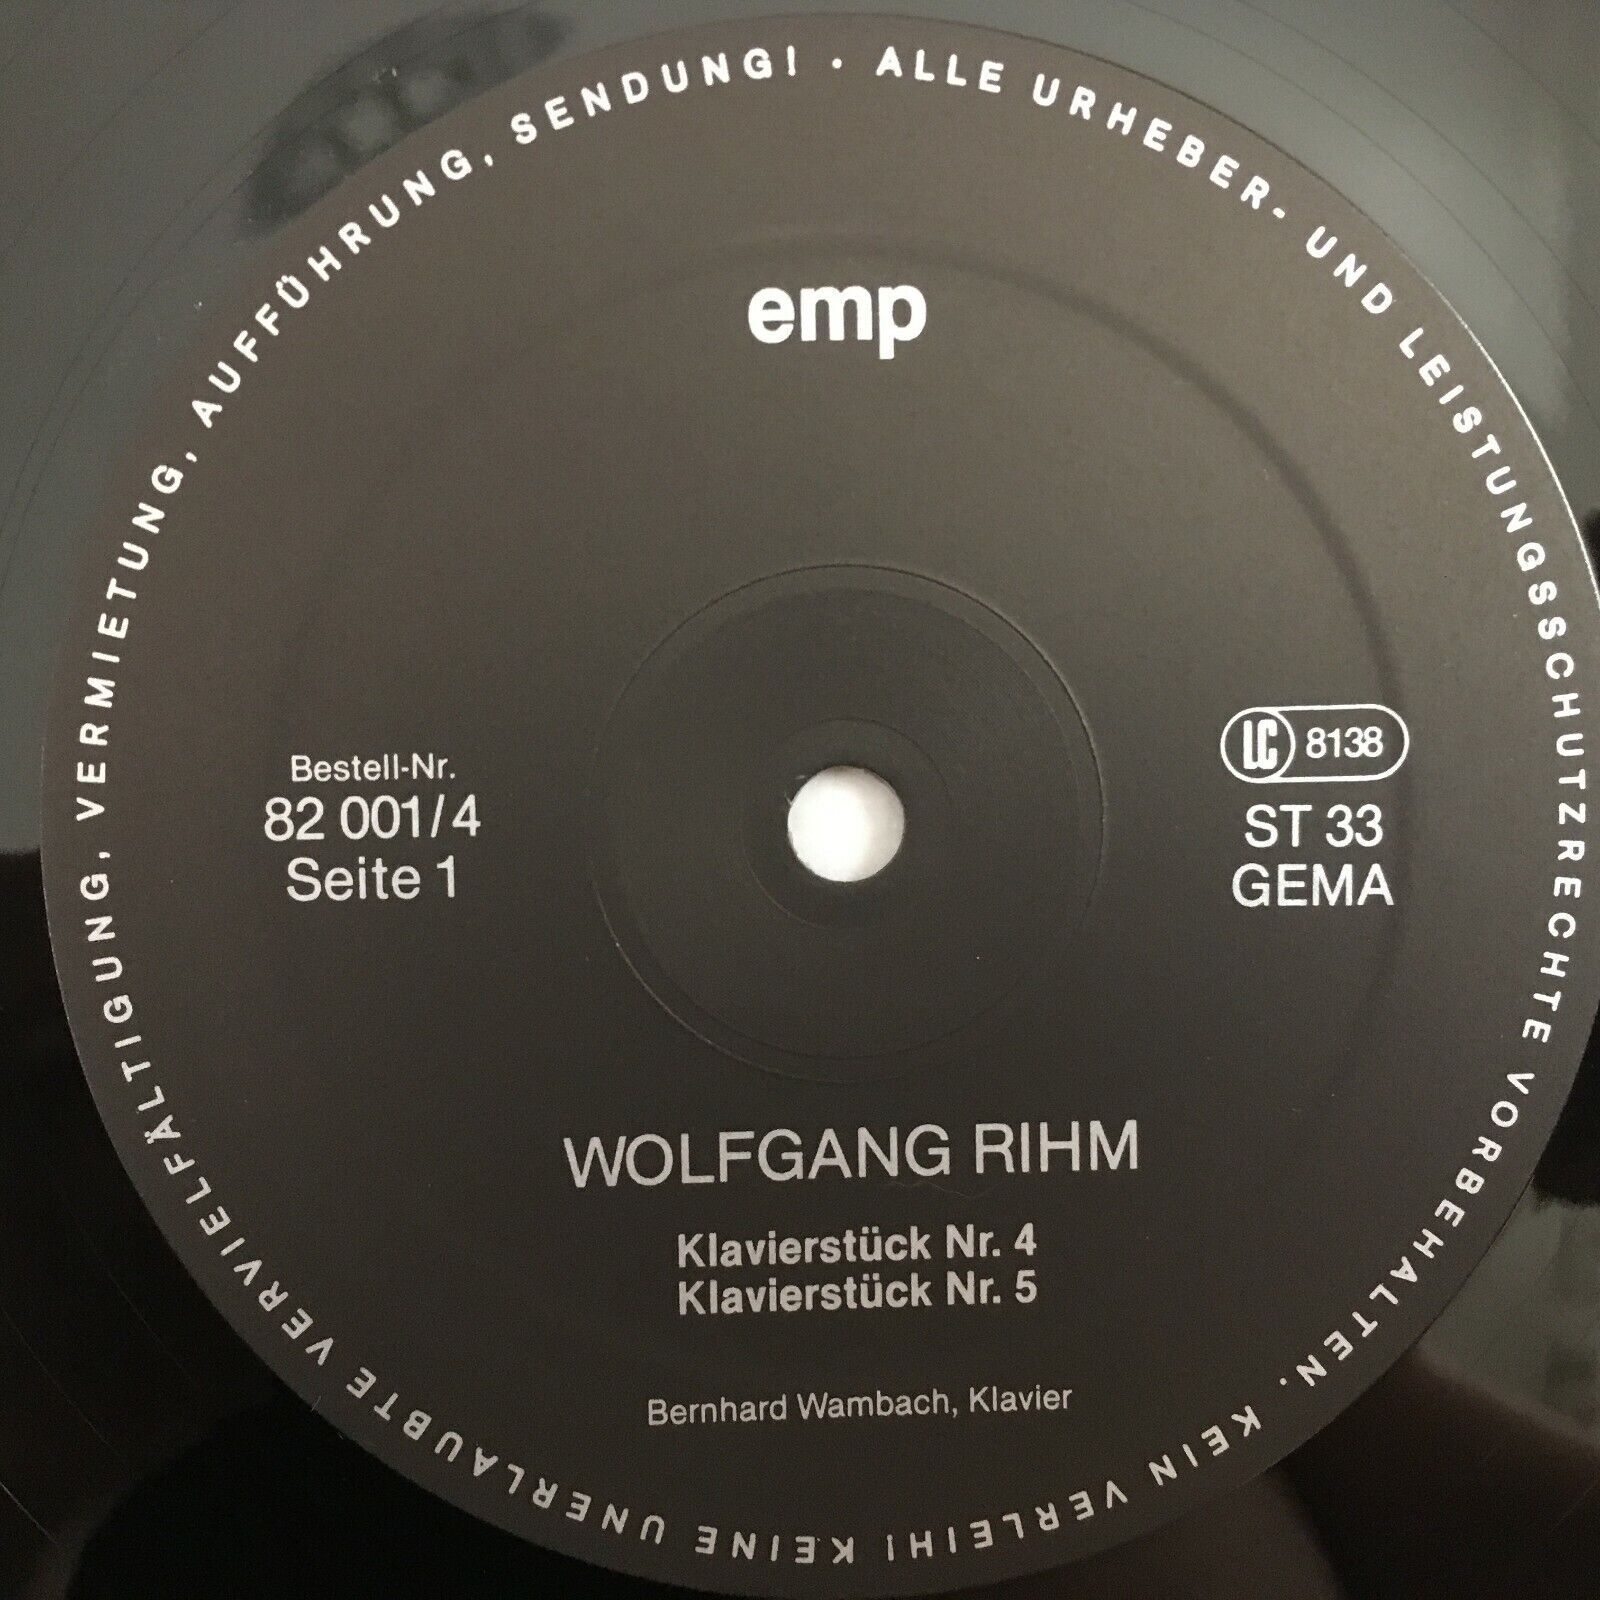 ALLE URHEBER- UND LEISTUNGSSCHUTZRECHTE VORBEHALTEN. KEIN VERLEIH! KEINE UNERLAUBTE VERVIELFÄLTIGUNG, VERMIETUNG, AUFFÜHRUNG, SENDUNG! ·
emp
Bestell-Nr.
82 001/4
Seite 1
LC 8138
ST 33
GEMA
WOLFGANG RIHM
Klavierstück Nr. 4
Klavierstück Nr. 5
Bernhard Wambach, Klavier